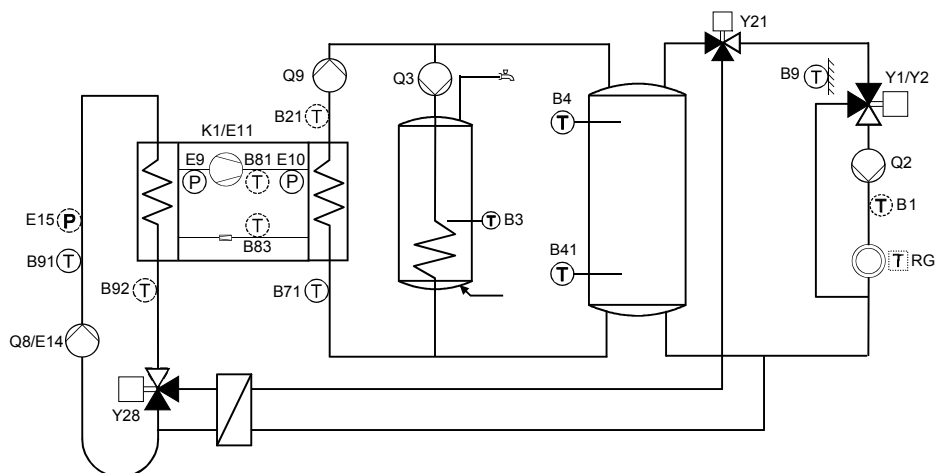 Y21
Q9
Q3
B9 T
Y1/Y2
B4 T
B21 T
K1/E11
E9 B81 E10
P T P
Q2
E15 P
T
B83
T B3
T B1
B91 T
B92 T
B71 T
B41 T
T RG
Q8/E14
Y28